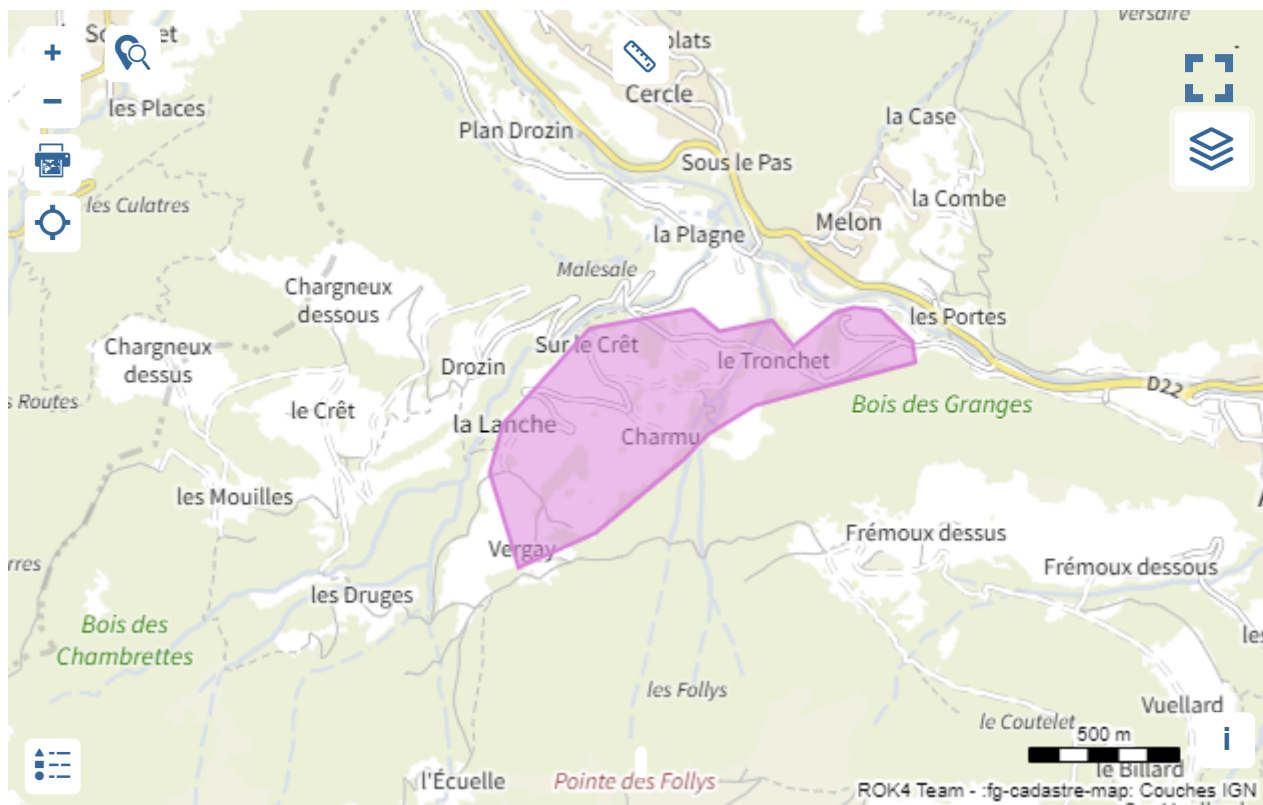 Versaire
plats
Cercle
les Places
la Case
Plan Drozin
Sous le Pas
les Culatres
la Combe
Melon
la Plagne
Malesale
Chargneux
dessous
les Portes
Sur le Crêt
Chargneux
dessus
le Tronchet
Drozin
D22
Routes
le Crêt
Bois des Granges
la Lanche
Charmu
les Mouilles
Frémoux dessus
Vergay
Frémoux dessous
les Druges
Bois des
Chambrettes
les Follys
Vuellard
le Coutelet
500 m
i
le Billard
l'Écuelle
Pointe des Follys
ROK4 Team - :fg-cadastre-map: Couches IGN